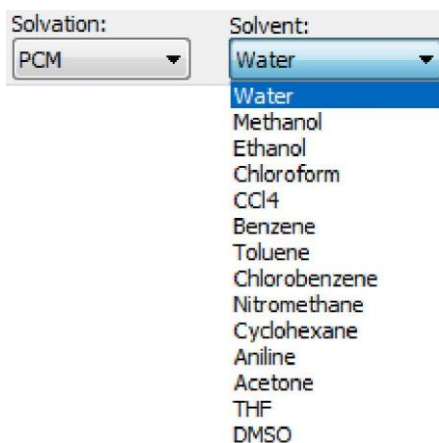 Solvation: Solvent:
PCM Water
Water
Methanol
Ethanol
Chloroform
CCl4
Benzene
Toluene
Chlorobenzene
Nitromethane
Cyclohexane
Aniline
Acetone
THF
DMSO